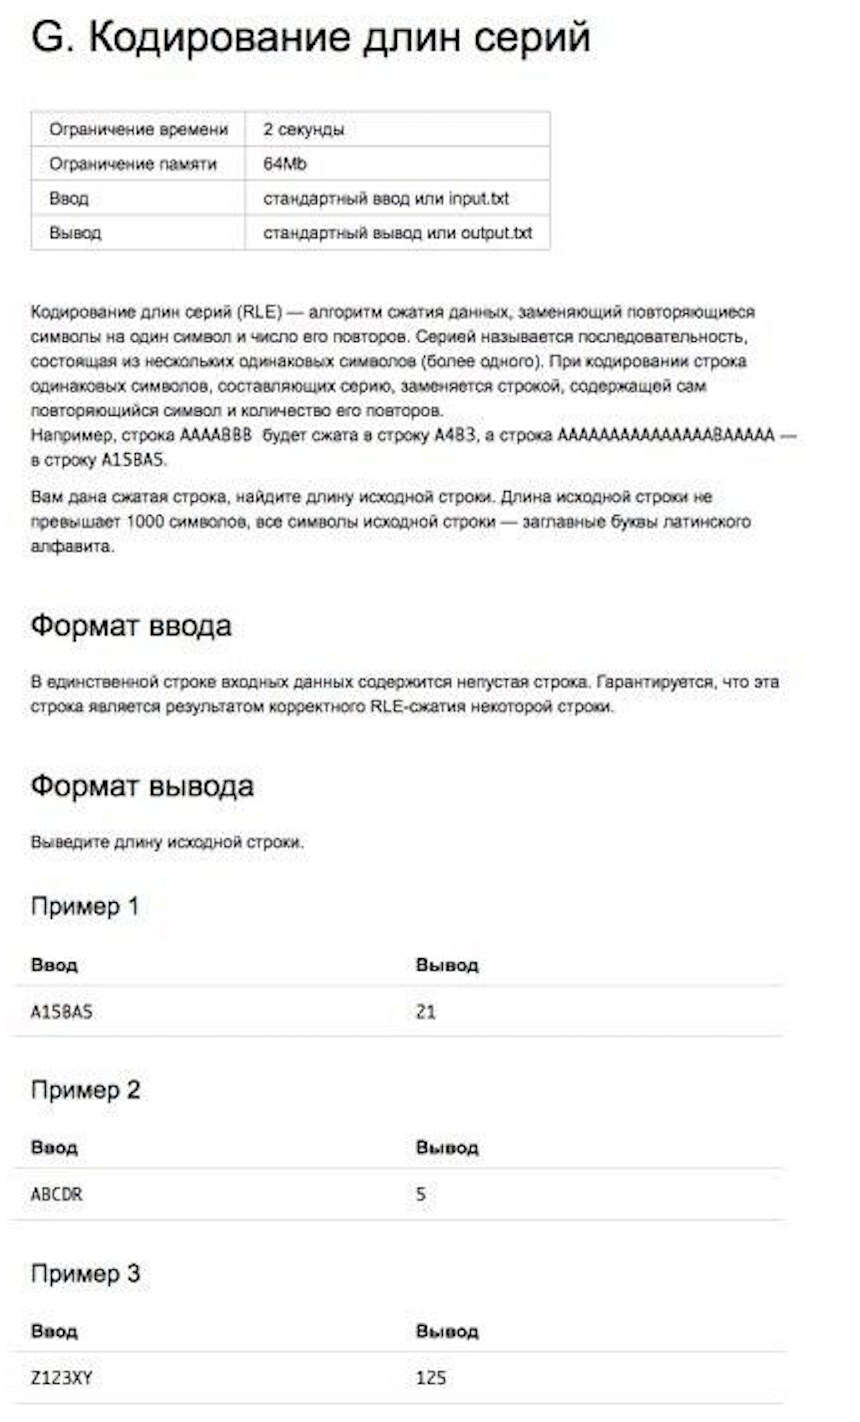 G. Кодирование длин серий
Ограничение времени 2 секунды
Ограничение памяти 64Mb
Ввод стандартный ввод или input.txt
Вывод стандартный вывод или output.txt
Кодирование длин серий (RLE) — алгоритм сжатия данных, заменяющий повторяющиеся
символы на один символ и число его повторов. Серией называется последовательность,
состоящая из нескольких одинаковых символов (более одного). При кодировании строка
одинаковых символов, составляющих серию, заменяется строкой, содержащей сам
повторяющийся символ и количество его повторов.
Например, строка AAAABBB будет сжата в строку A4B3, а строка AAAAAAAAAAAAAAABAAAAA —
в строку A15BA5.
Вам дана сжатая строка, найдите длину исходной строки. Длина исходной строки не
превышает 1000 символов, все символы исходной строки — заглавные буквы латинского
алфавита.
Формат ввода
В единственной строке входных данных содержится непустая строка. Гарантируется, что эта
строка является результатом корректного RLE-сжатия некоторой строки.
Формат вывода
Выведите длину исходной строки.
Пример 1
Ввод Вывод
A15BA5 21
Пример 2
Ввод Вывод
ABCDR 5
Пример 3
Ввод Вывод
Z123XY 125